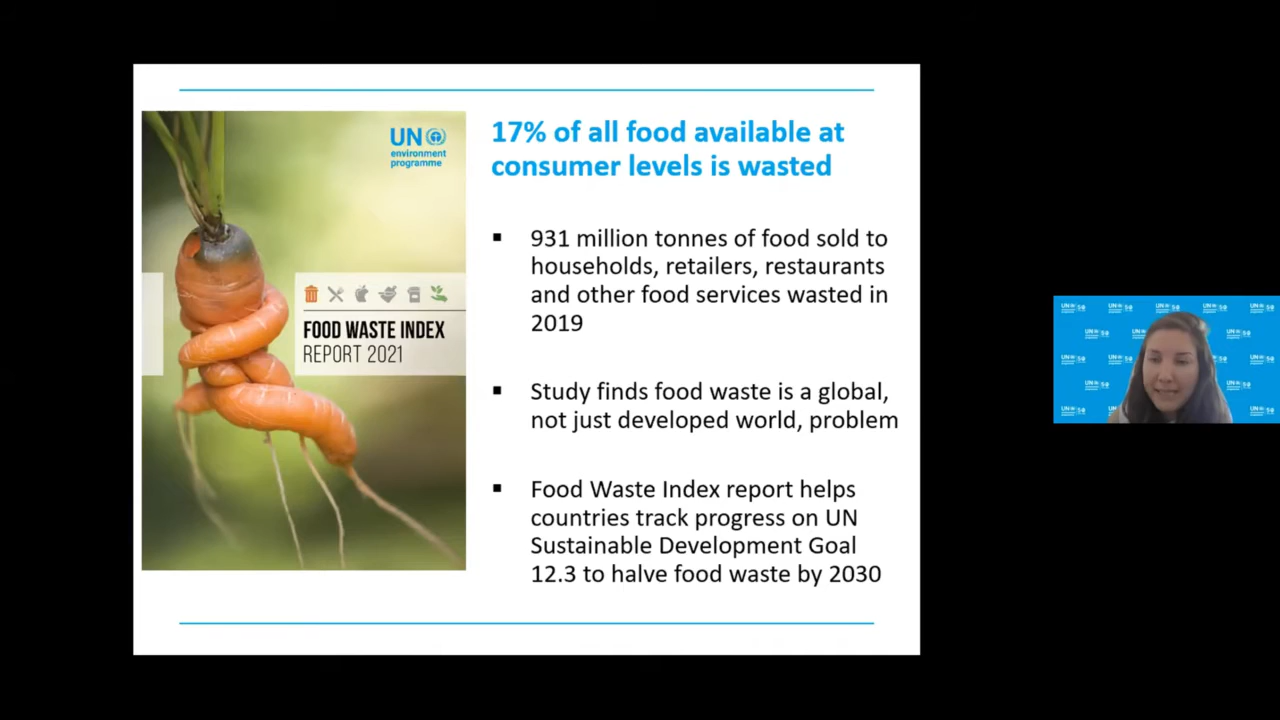 UN
environment
programme
FOOD WASTE INDEX
REPORT 2021
17% of all food available at
consumer levels is wasted
▪ 931 million tonnes of food sold to
households, retailers, restaurants
and other food services wasted in
2019
▪ Study finds food waste is a global,
not just developed world, problem
▪ Food Waste Index report helps
countries track progress on UN
Sustainable Development Goal
12.3 to halve food waste by 2030